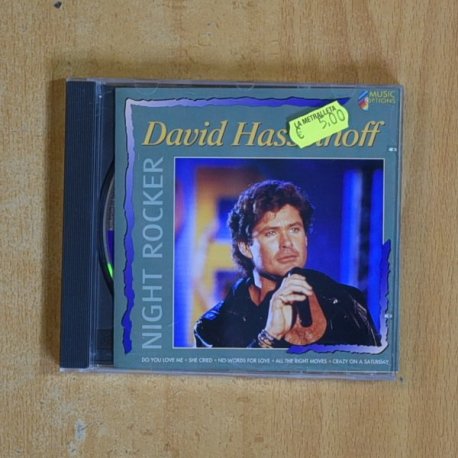 MUSIC
OPTIONS
LA METRALLETA
€ 5,00
David Hasselhoff
NIGHT ROCKER
DO YOU LOVE ME • SHE CRIED • NO WORDS FOR LOVE • ALL THE RIGHT MOVES • CRAZY ON A SATURDAY